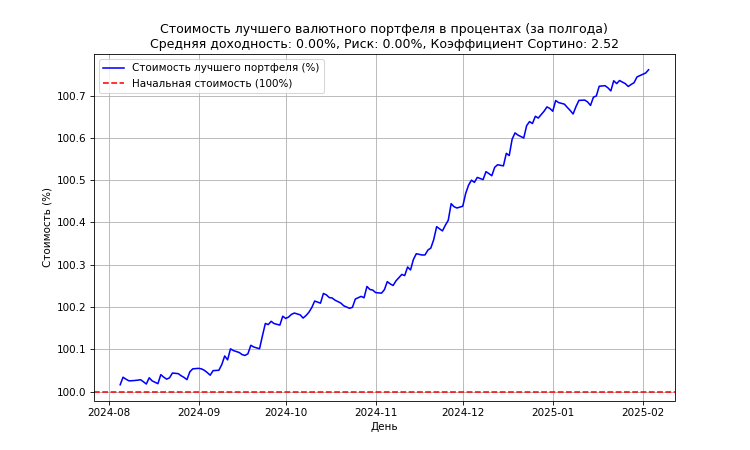 Стоимость лучшего валютного портфеля в процентах (за полгода)
Средняя доходность: 0.00%, Риск: 0.00%, Коэффициент Сортино: 2.52
Стоимость лучшего портфеля (%)
Начальная стоимость (100%)
Стоимость (%)
100.7
100.6
100.5
100.4
100.3
100.2
100.1
100.0
2024-08
2024-09
2024-10
2024-11
2024-12
2025-01
2025-02
День